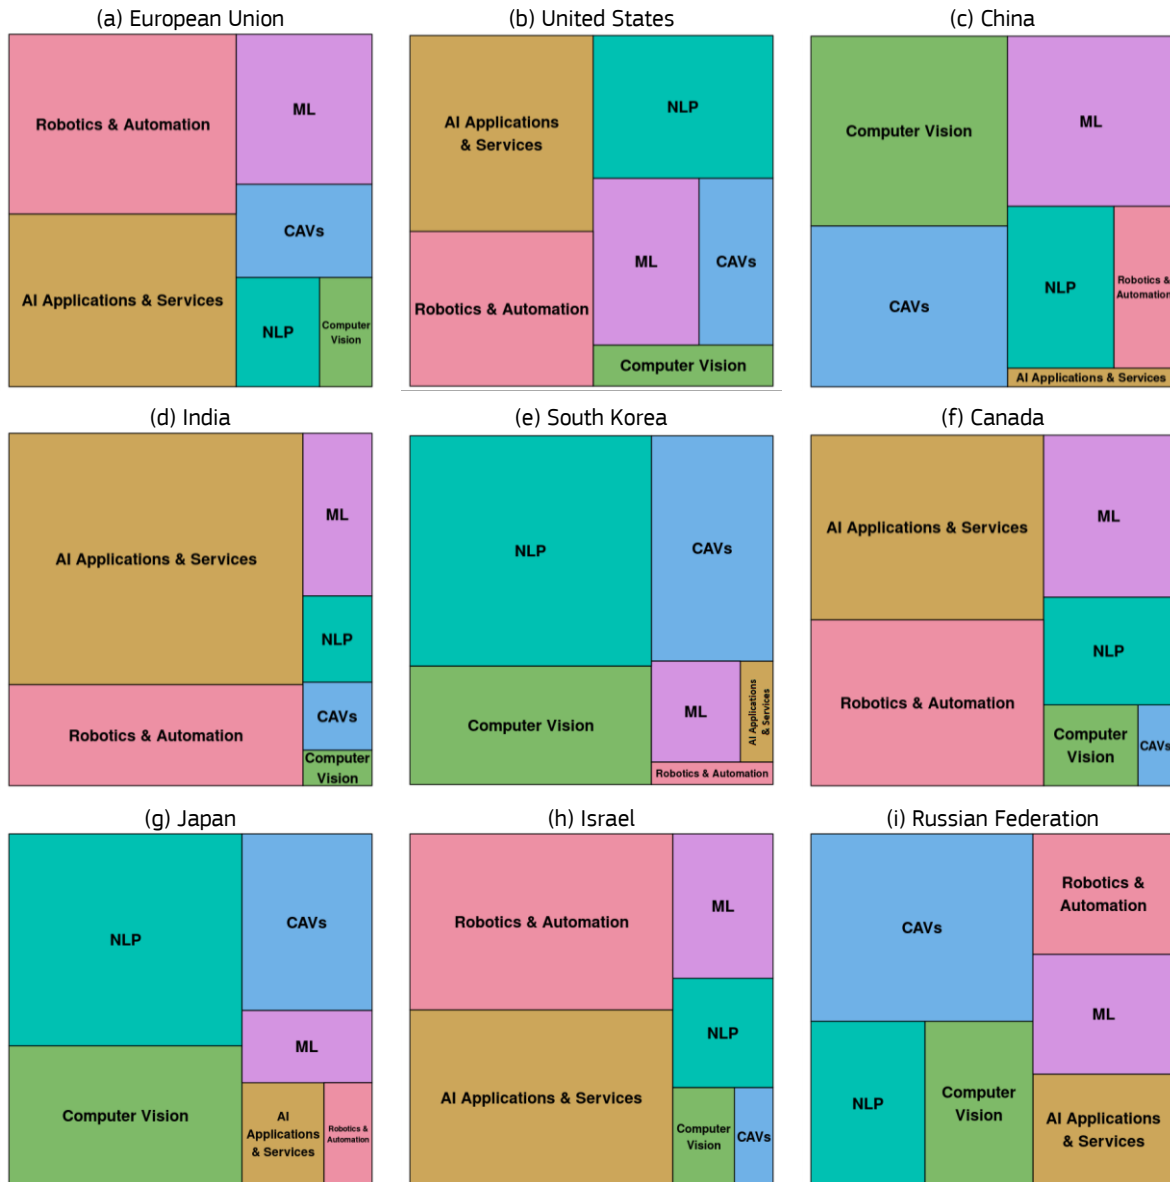 (a) European Union
Robotics & Automation
ML
AI Applications & Services
CAVs
NLP
Computer
Vision
(b) United States
AI Applications
& Services
NLP
Robotics & Automation
ML
CAVs
Computer Vision
(c) China
Computer Vision
ML
CAVs
NLP
Robotics &
Automation
AI Applications & Services
(d) India
AI Applications & Services
ML
NLP
Robotics & Automation
CAVs
Computer
Vision
(e) South Korea
NLP
CAVs
Computer Vision
ML
AI Applications
& Services
Robotics & Automation
(f) Canada
AI Applications & Services
ML
Robotics & Automation
NLP
Computer
Vision
CAVs
(g) Japan
NLP
CAVs
Computer Vision
ML
AI
Applications
& Services
Robotics &
Automation
(h) Israel
Robotics & Automation
ML
AI Applications & Services
NLP
Computer
Vision
CAVs
(i) Russian Federation
CAVs
Robotics &
Automation
NLP
Computer
Vision
ML
AI Applications
& Services